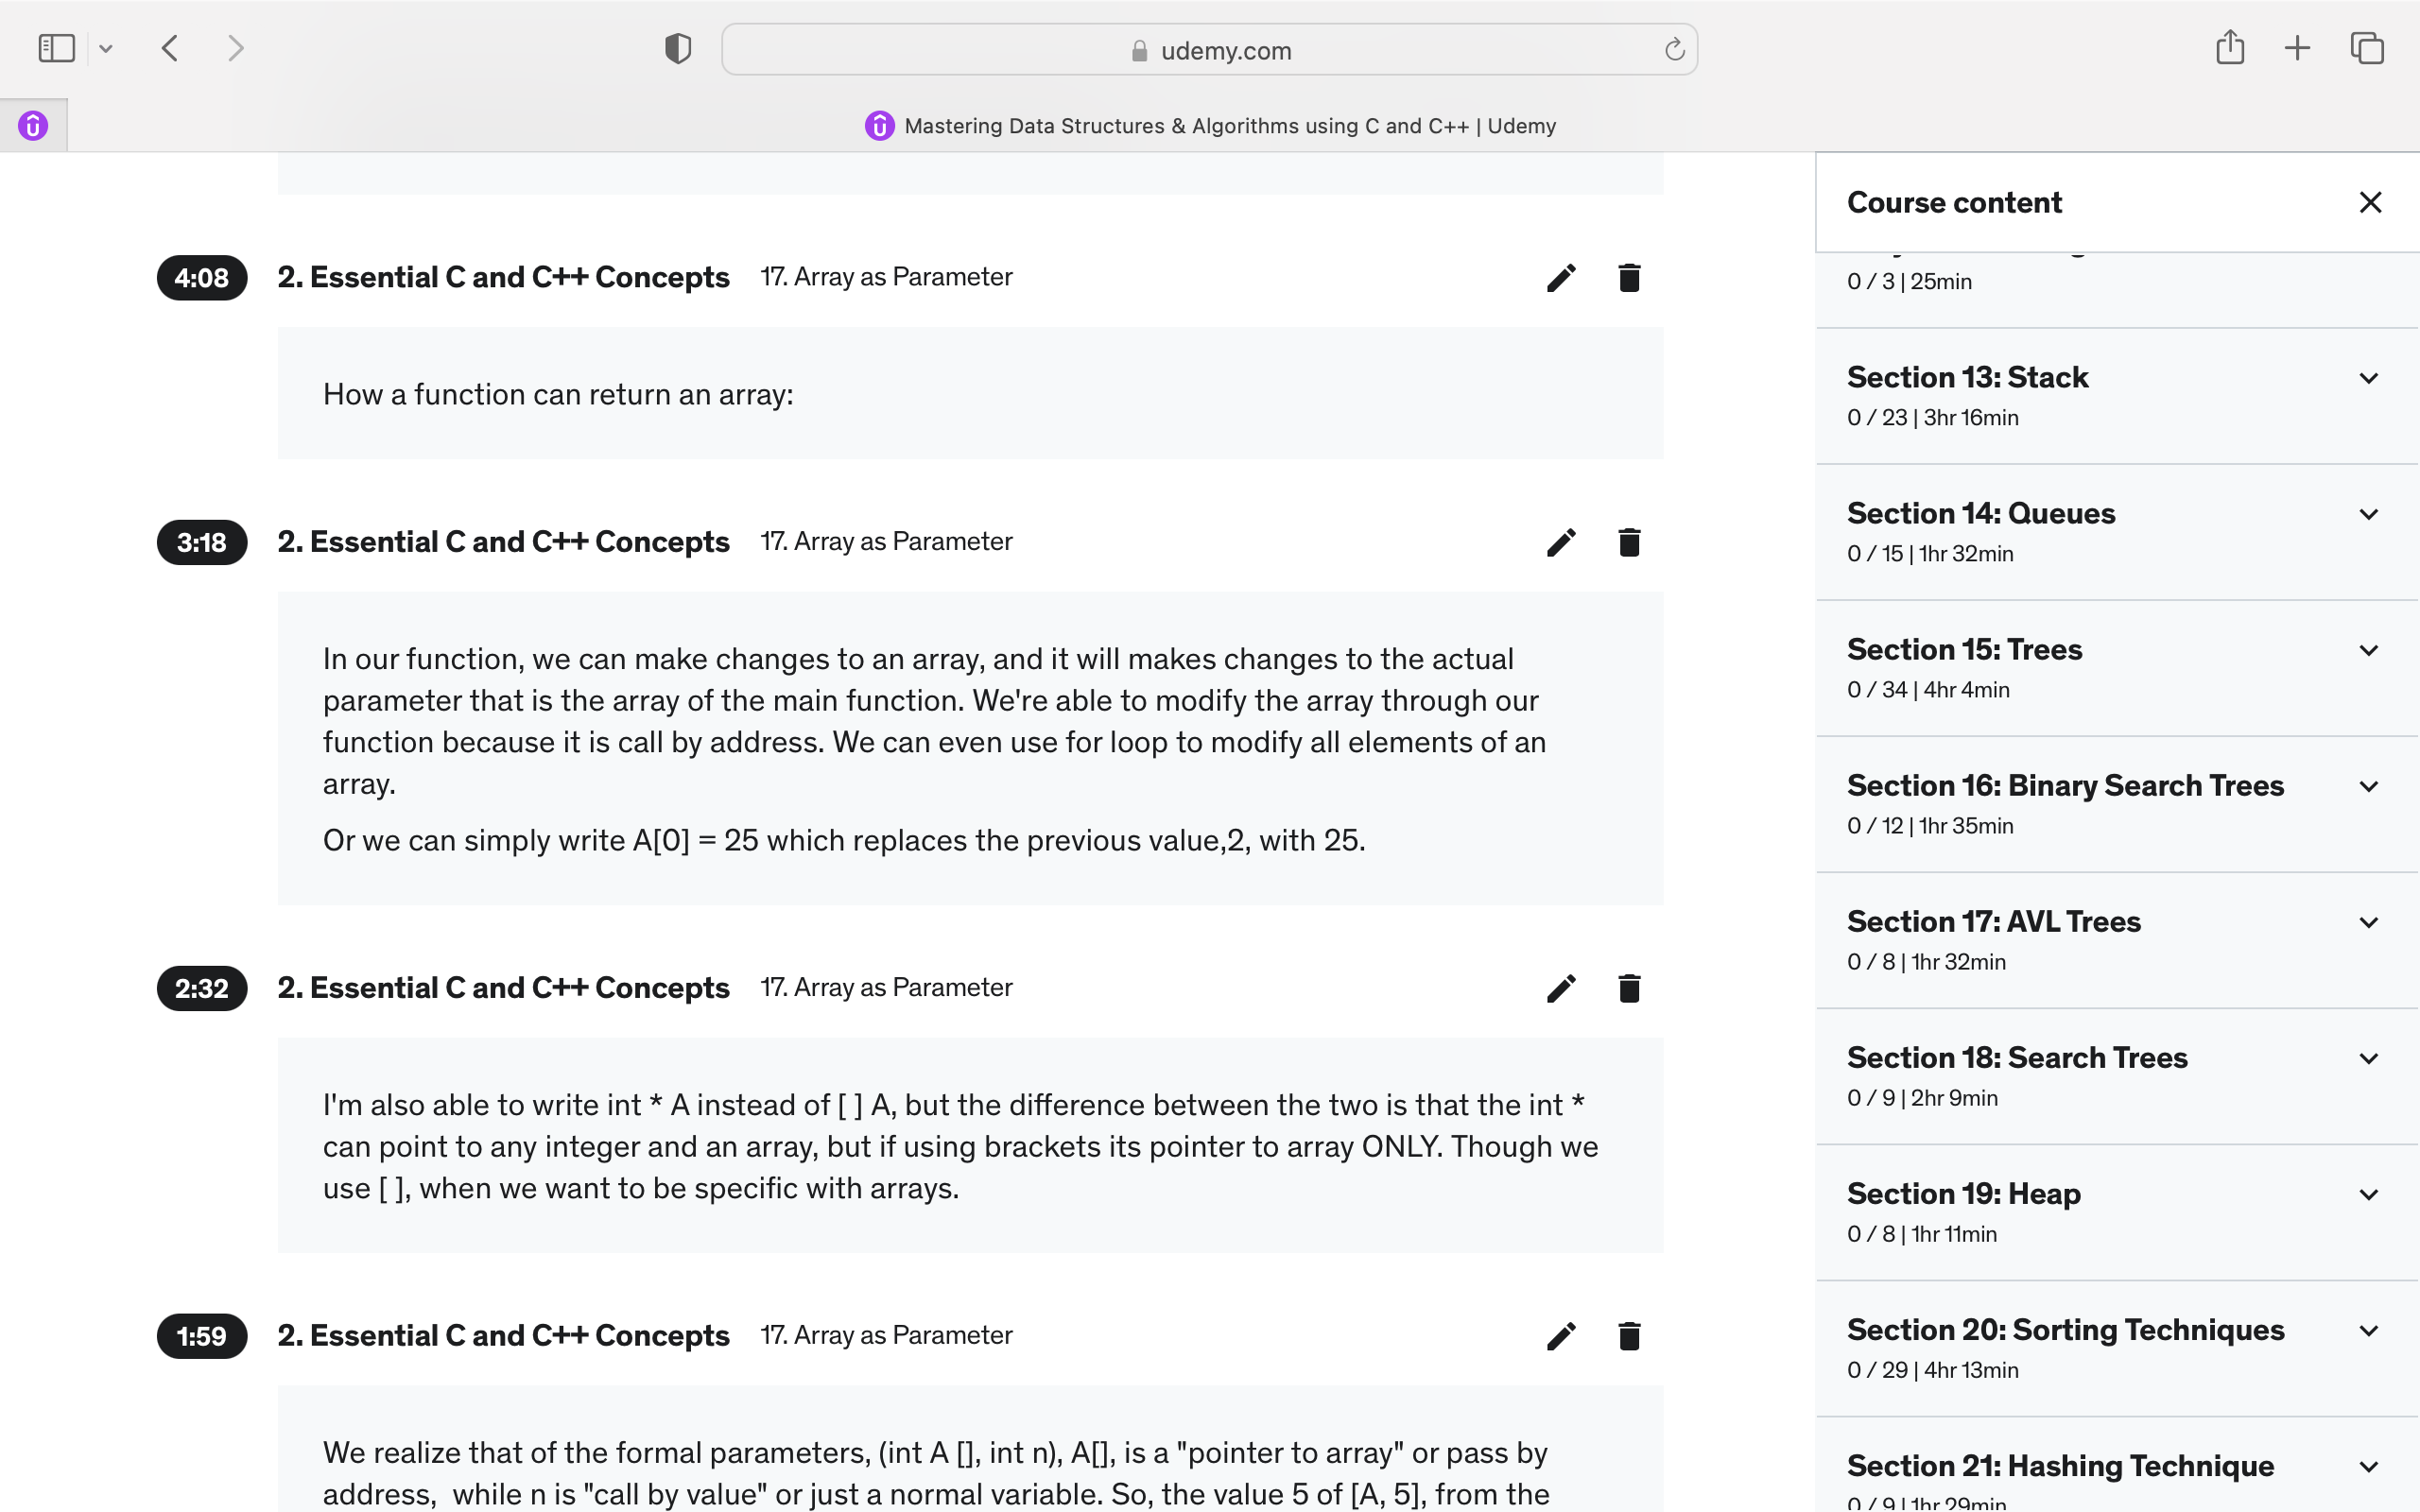 udemy.com
Mastering Data Structures & Algorithms using C and C++ | Udemy
4:08
2. Essential C and C++ Concepts 17. Array as Parameter
How a function can return an array:
3:18
2. Essential C and C++ Concepts 17. Array as Parameter
In our function, we can make changes to an array, and it will makes changes to the actual
parameter that is the array of the main function. We're able to modify the array through our
function because it is call by address. We can even use for loop to modify all elements of an
array.
Or we can simply write A[0] = 25 which replaces the previous value,2, with 25.
2:32
2. Essential C and C++ Concepts 17. Array as Parameter
I'm also able to write int * A instead of [ ] A, but the difference between the two is that the int *
can point to any integer and an array, but if using brackets its pointer to array ONLY. Though we
use [ ], when we want to be specific with arrays.
1:59
2. Essential C and C++ Concepts 17. Array as Parameter
We realize that of the formal parameters, (int A [], int n), A[], is a "pointer to array" or pass by
address,  while n is "call by value" or just a normal variable. So, the value 5 of [A, 5], from the
Course content
0 / 3 | 25min
Section 13: Stack
0 / 23 | 3hr 16min
Section 14: Queues
0 / 15 | 1hr 32min
Section 15: Trees
0 / 34 | 4hr 4min
Section 16: Binary Search Trees
0 / 12 | 1hr 35min
Section 17: AVL Trees
0 / 8 | 1hr 32min
Section 18: Search Trees
0 / 9 | 2hr 9min
Section 19: Heap
0 / 8 | 1hr 11min
Section 20: Sorting Techniques
0 / 29 | 4hr 13min
Section 21: Hashing Technique
0 / 9 | 1hr 29min